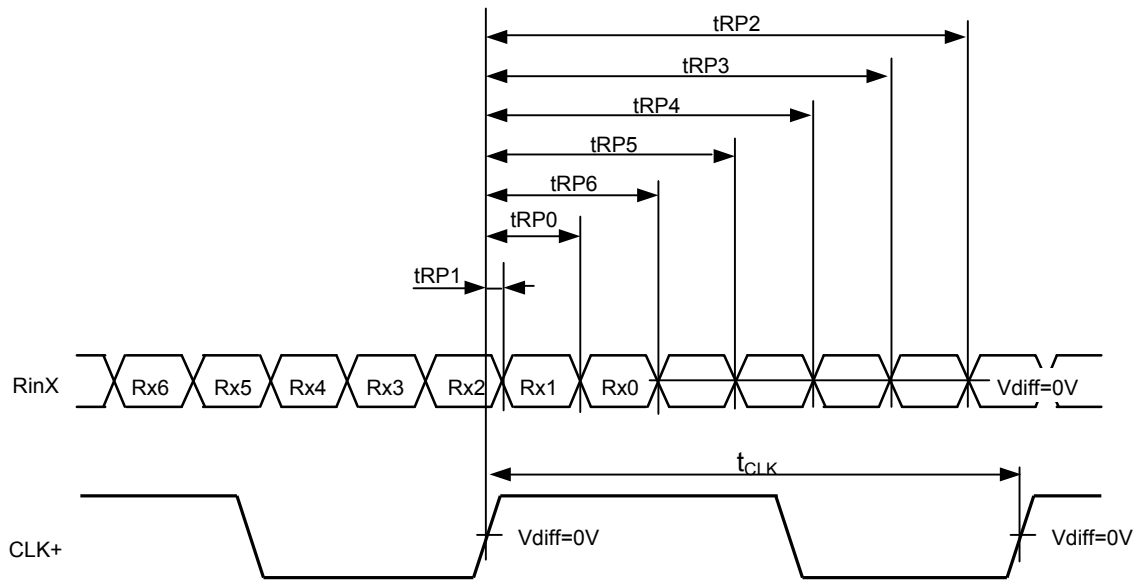 tRP2
tRP3
tRP4
tRP5
tRP6
tRP0
tRP1
RinX Rx6 Rx5 Rx4 Rx3 Rx2 Rx1 Rx0 Vdiff=0V
tCLK
CLK+ Vdiff=0V Vdiff=0V